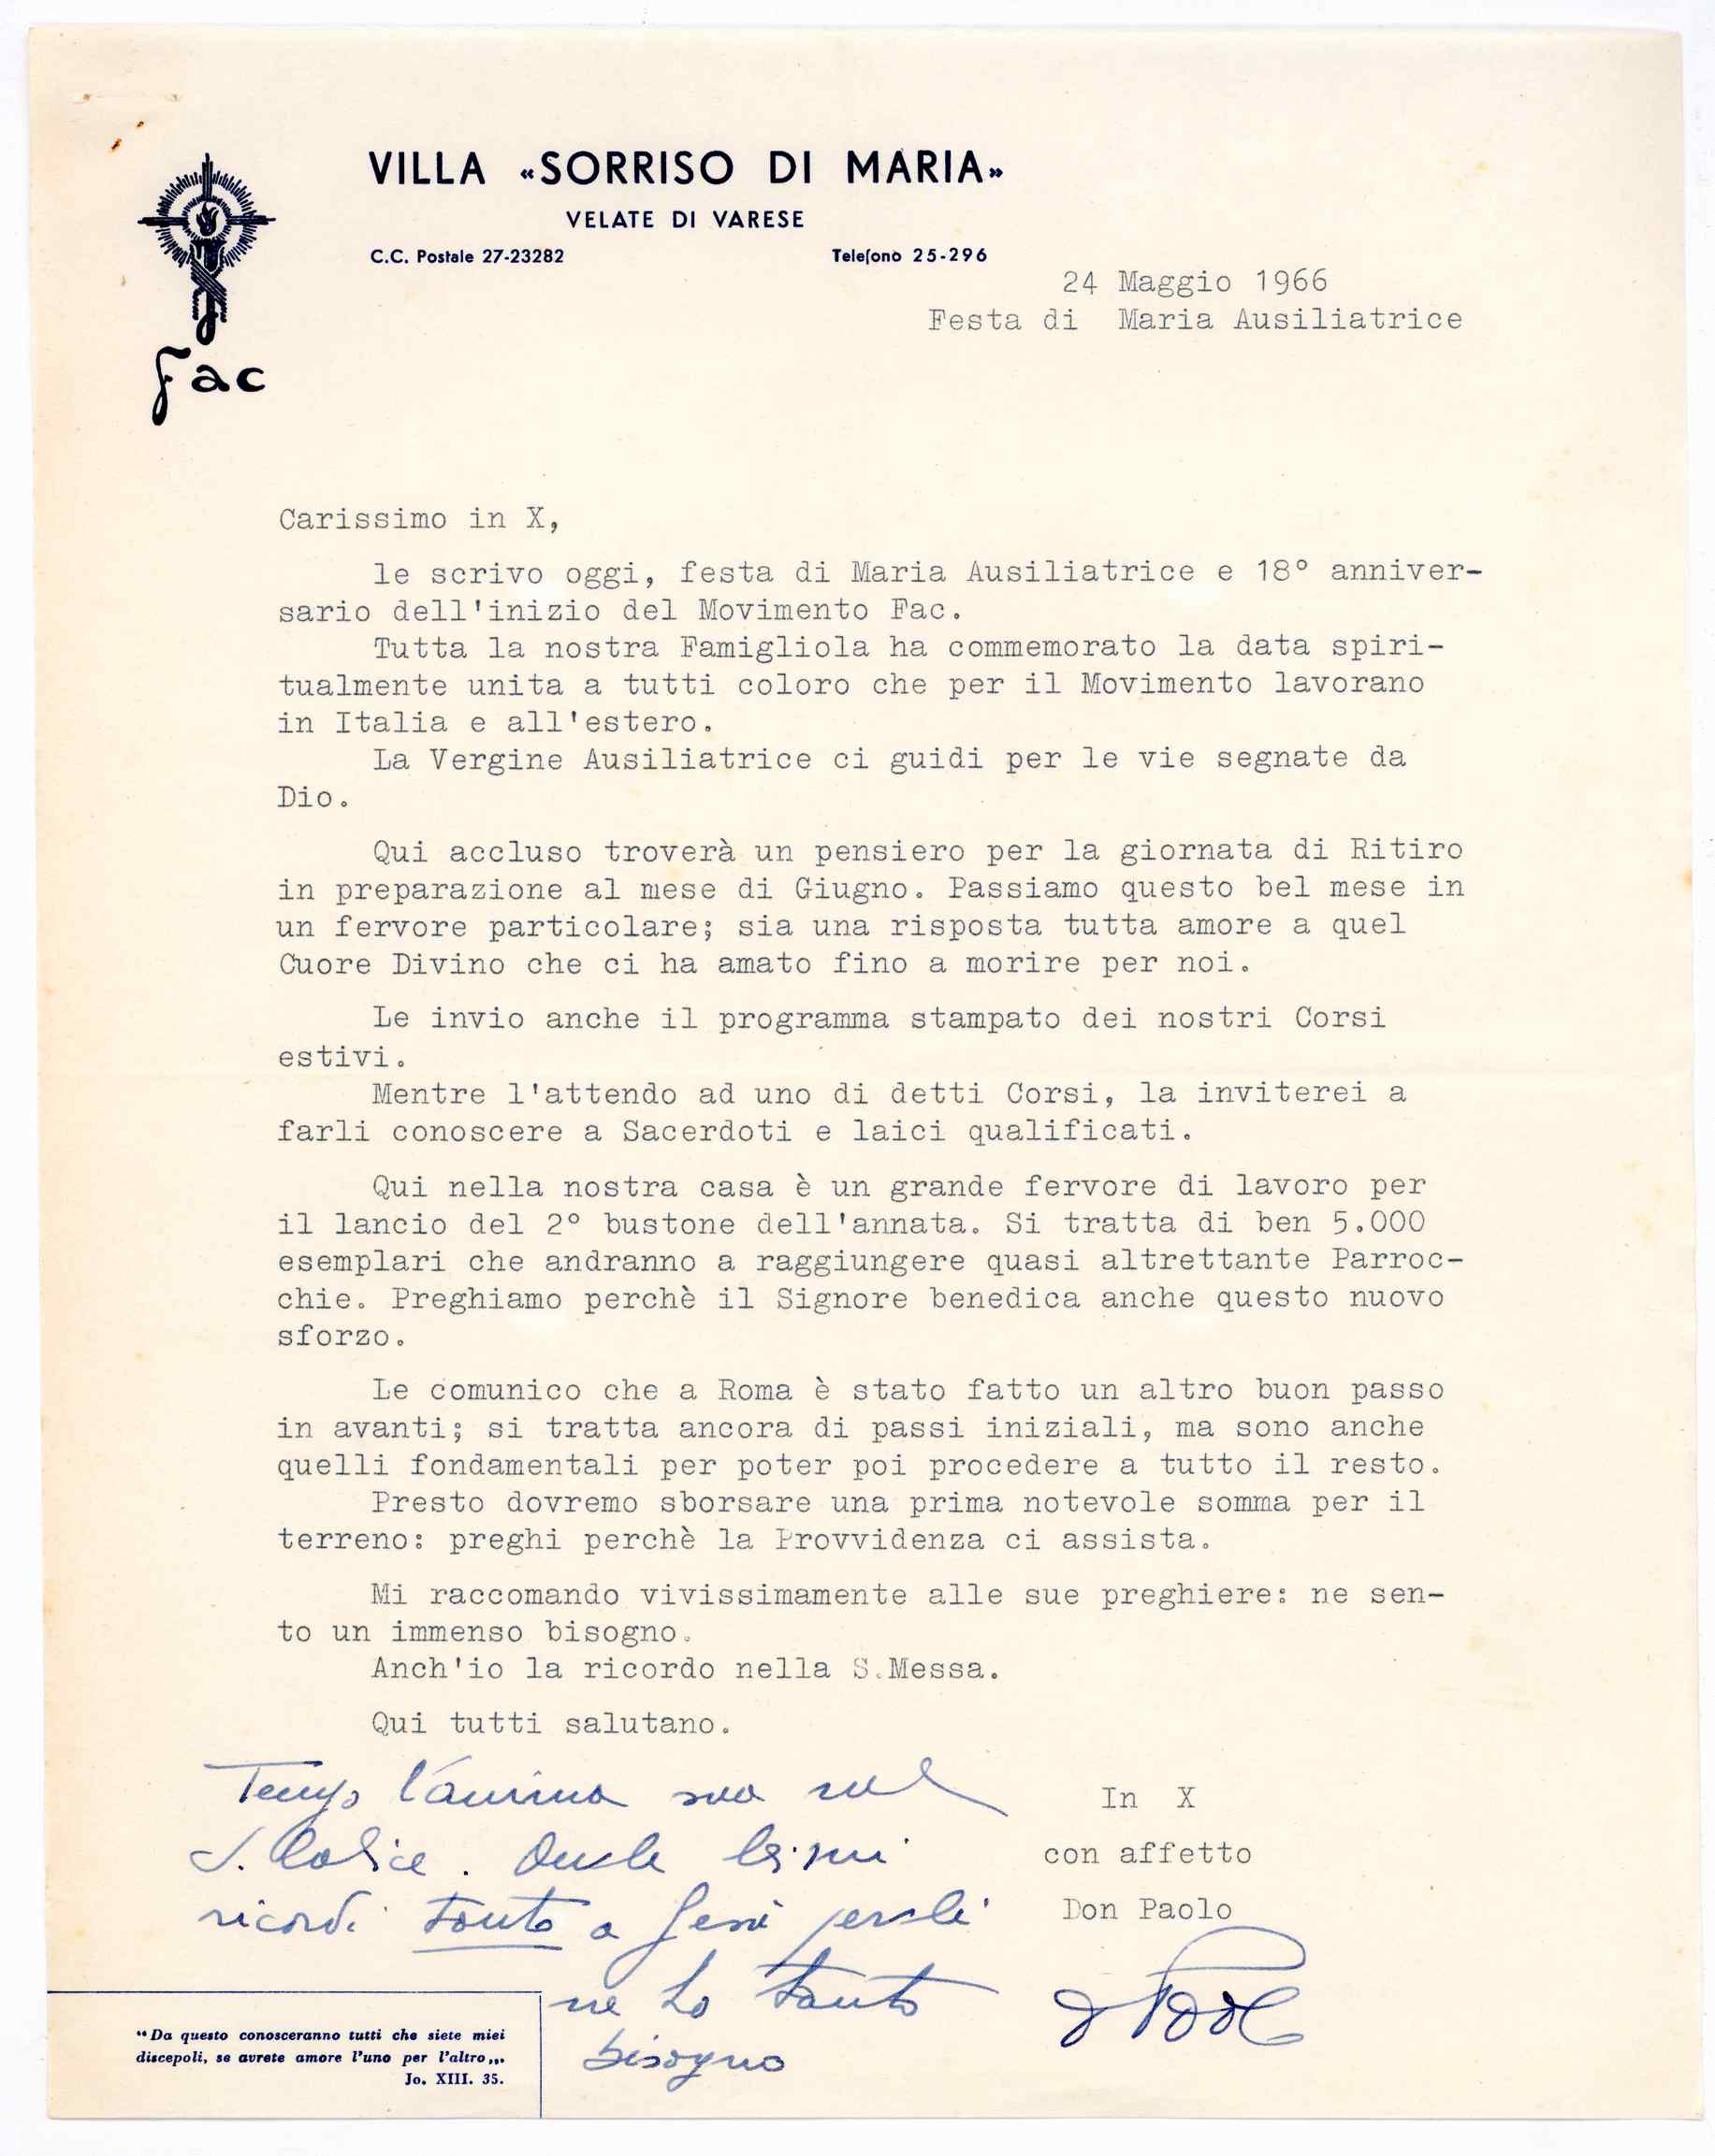 VILLA «SORRISO DI MARIA»
VELATE DI VARESE
C.C. Postale 27-23282 Telefono 25-296
fac
24 Maggio 1966
Festa di Maria Ausiliatrice
Carissimo in X,
le scrivo oggi, festa di Maria Ausiliatrice e 18° anniver-
sario dell'inizio del Movimento Fac.
Tutta la nostra Famigliola ha commemorato la data spiri-
tualmente unita a tutti coloro che per il Movimento lavorano
in Italia e all'estero.
La Vergine Ausiliatrice ci guidi per le vie segnate da
Dio.
Qui accluso troverà un pensiero per la giornata di Ritiro
in preparazione al mese di Giugno. Passiamo questo bel mese in
un fervore particolare; sia una risposta tutta amore a quel
Cuore Divino che ci ha amato fino a morire per noi.
Le invio anche il programma stampato dei nostri Corsi
estivi.
Mentre l'attendo ad uno di detti Corsi, la inviterei a
farli conoscere a Sacerdoti e laici qualificati.
Qui nella nostra casa è un grande fervore di lavoro per
il lancio del 2° bustone dell'annata. Si tratta di ben 5.000
esemplari che andranno a raggiungere quasi altrettante Parroc-
chie. Preghiamo perchè il Signore benedica anche questo nuovo
sforzo.
Le comunico che a Roma è stato fatto un altro buon passo
in avanti; si tratta ancora di passi iniziali, ma sono anche
quelli fondamentali per poter poi procedere a tutto il resto.
Presto dovremo sborsare una prima notevole somma per il
terreno: preghi perchè la Provvidenza ci assista.
Mi raccomando vivissimamente alle sue preghiere: ne sen-
to un immenso bisogno.
Anch'io la ricordo nella S.Messa.
Qui tutti salutano.
Tengo l'anima sua nel
S. Calice. Anche lei mi
ricordi tanto a Gesù perchè
ne ho tanto
bisogno
In X
con affetto
Don Paolo
"Da questo conosceranno tutti che siete miei
discepoli, se avrete amore l'uno per l'altro,,.
Jo. XIII. 35.